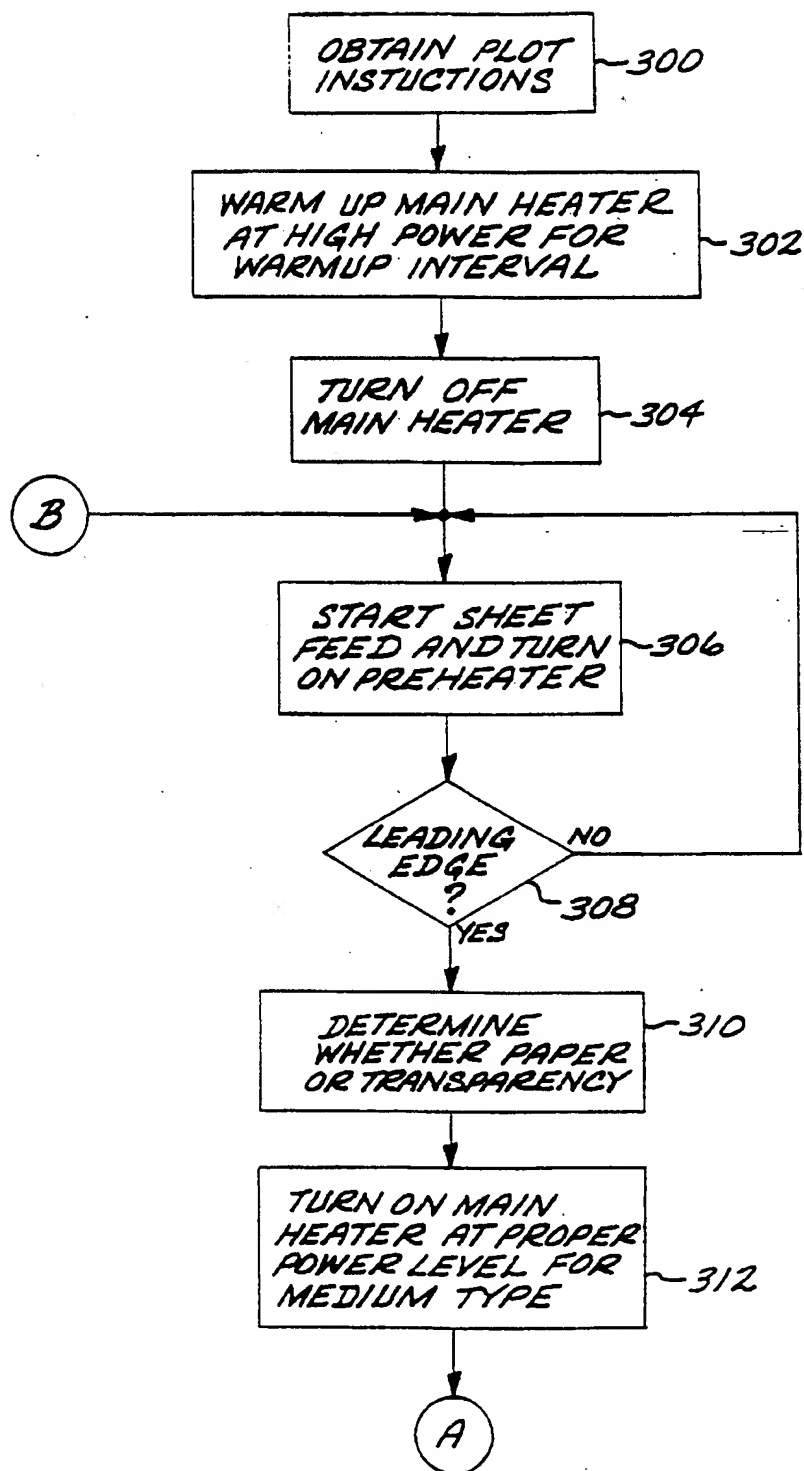 OBTAIN PLOT
INSTUCTIONS
300
WARM UP MAIN HEATER
AT HIGH POWER FOR
WARMUP INTERVAL
302
TURN OFF
MAIN HEATER
304
B
START SHEET
FEED AND TURN
ON PREHEATER
306
LEADING
EDGE
?
NO
308
YES
DETERMINE
WHETHER PAPER
OR TRANSPARENCY
310
TURN ON MAIN
HEATER AT PROPER
POWER LEVEL FOR
MEDIUM TYPE
312
A